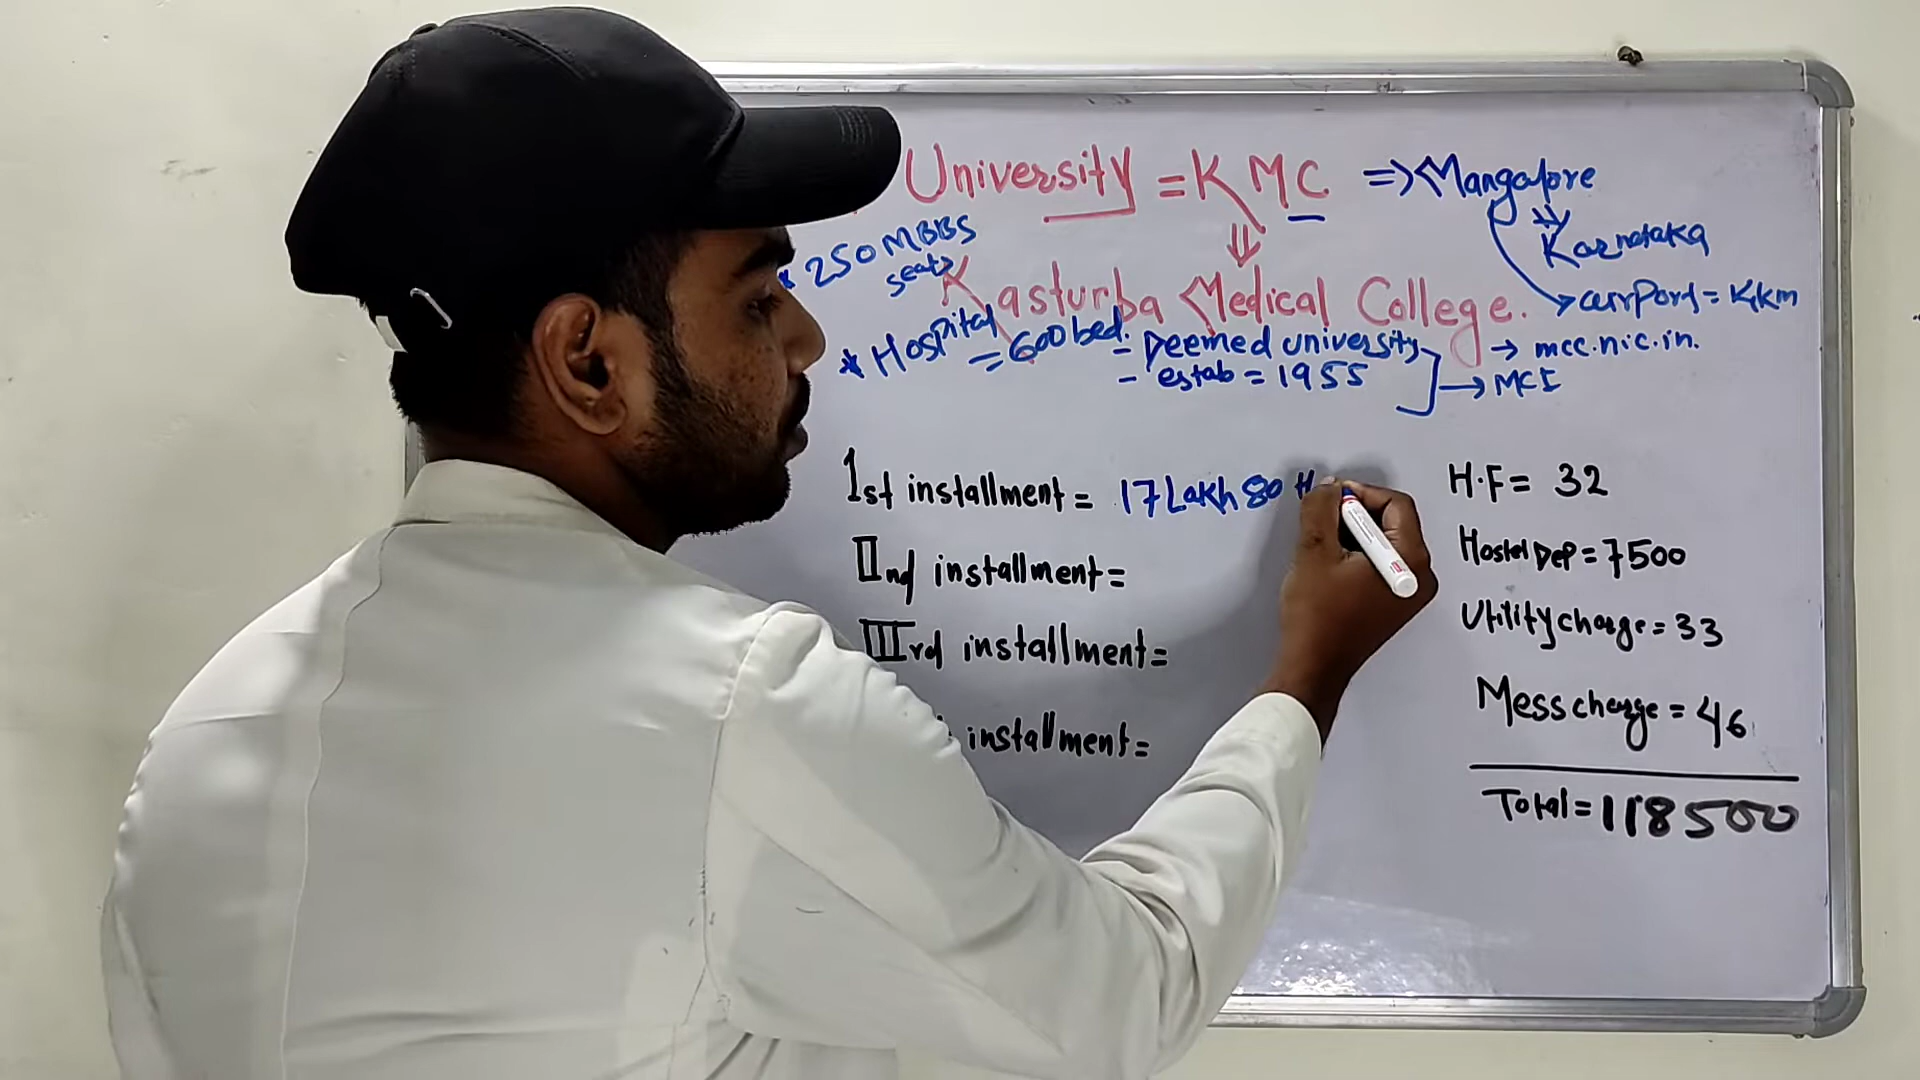 University = KMC => Mangalore
Karnataka
* 250 MBBS
seats
Kasturba Medical College.
* Hospital
= 600 bed.
- Deemed university
- estab = 1955
→ mcc.nic.in.
→ MCI
1st installment = 17 Lakh 80
IInd installment=
IIIrd installment=
installment=
H.F = 32
Hostel Dep = 7500
Utility charge = 33
Mess charge = 46
Total = 118500